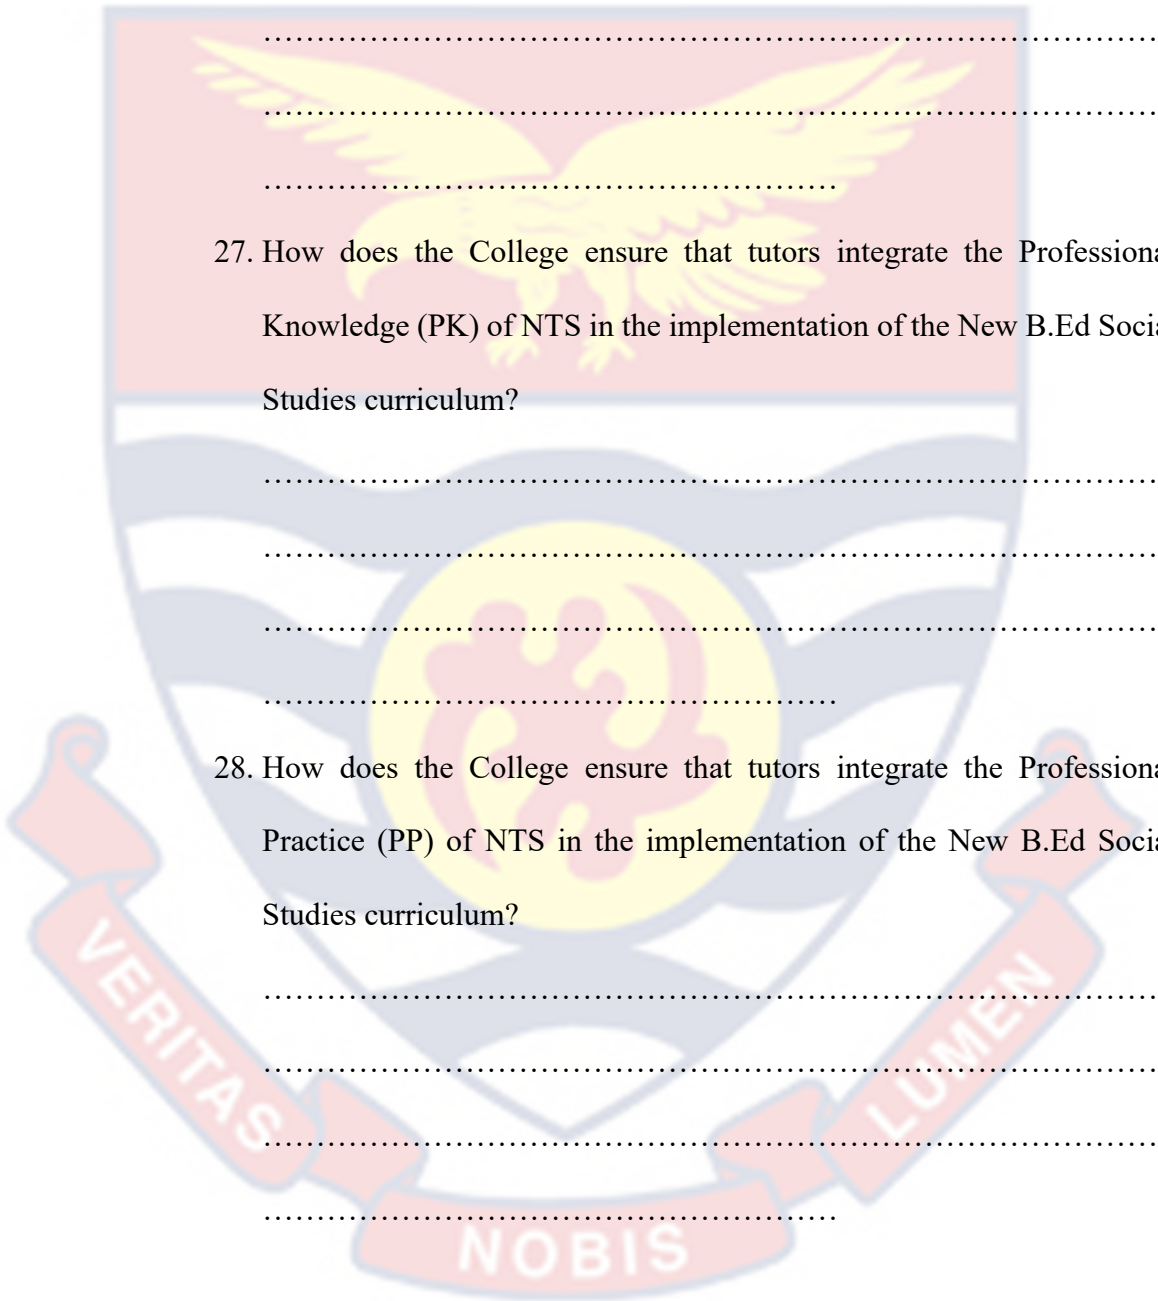 ……………………………………………………………………………
……………………………………………………………………………
………………………………………………
27. How does the College ensure that tutors integrate the Professiona
Knowledge (PK) of NTS in the implementation of the New B.Ed Socia
Studies curriculum?
……………………………………………………………………………
……………………………………………………………………………
……………………………………………………………………………
………………………………………………
28. How does the College ensure that tutors integrate the Professiona
Practice (PP) of NTS in the implementation of the New B.Ed Socia
Studies curriculum?
……………………………………………………………………………
……………………………………………………………………………
……………………………………………………………………………
………………………………………………
VERITAS
NOBIS
LUMEN